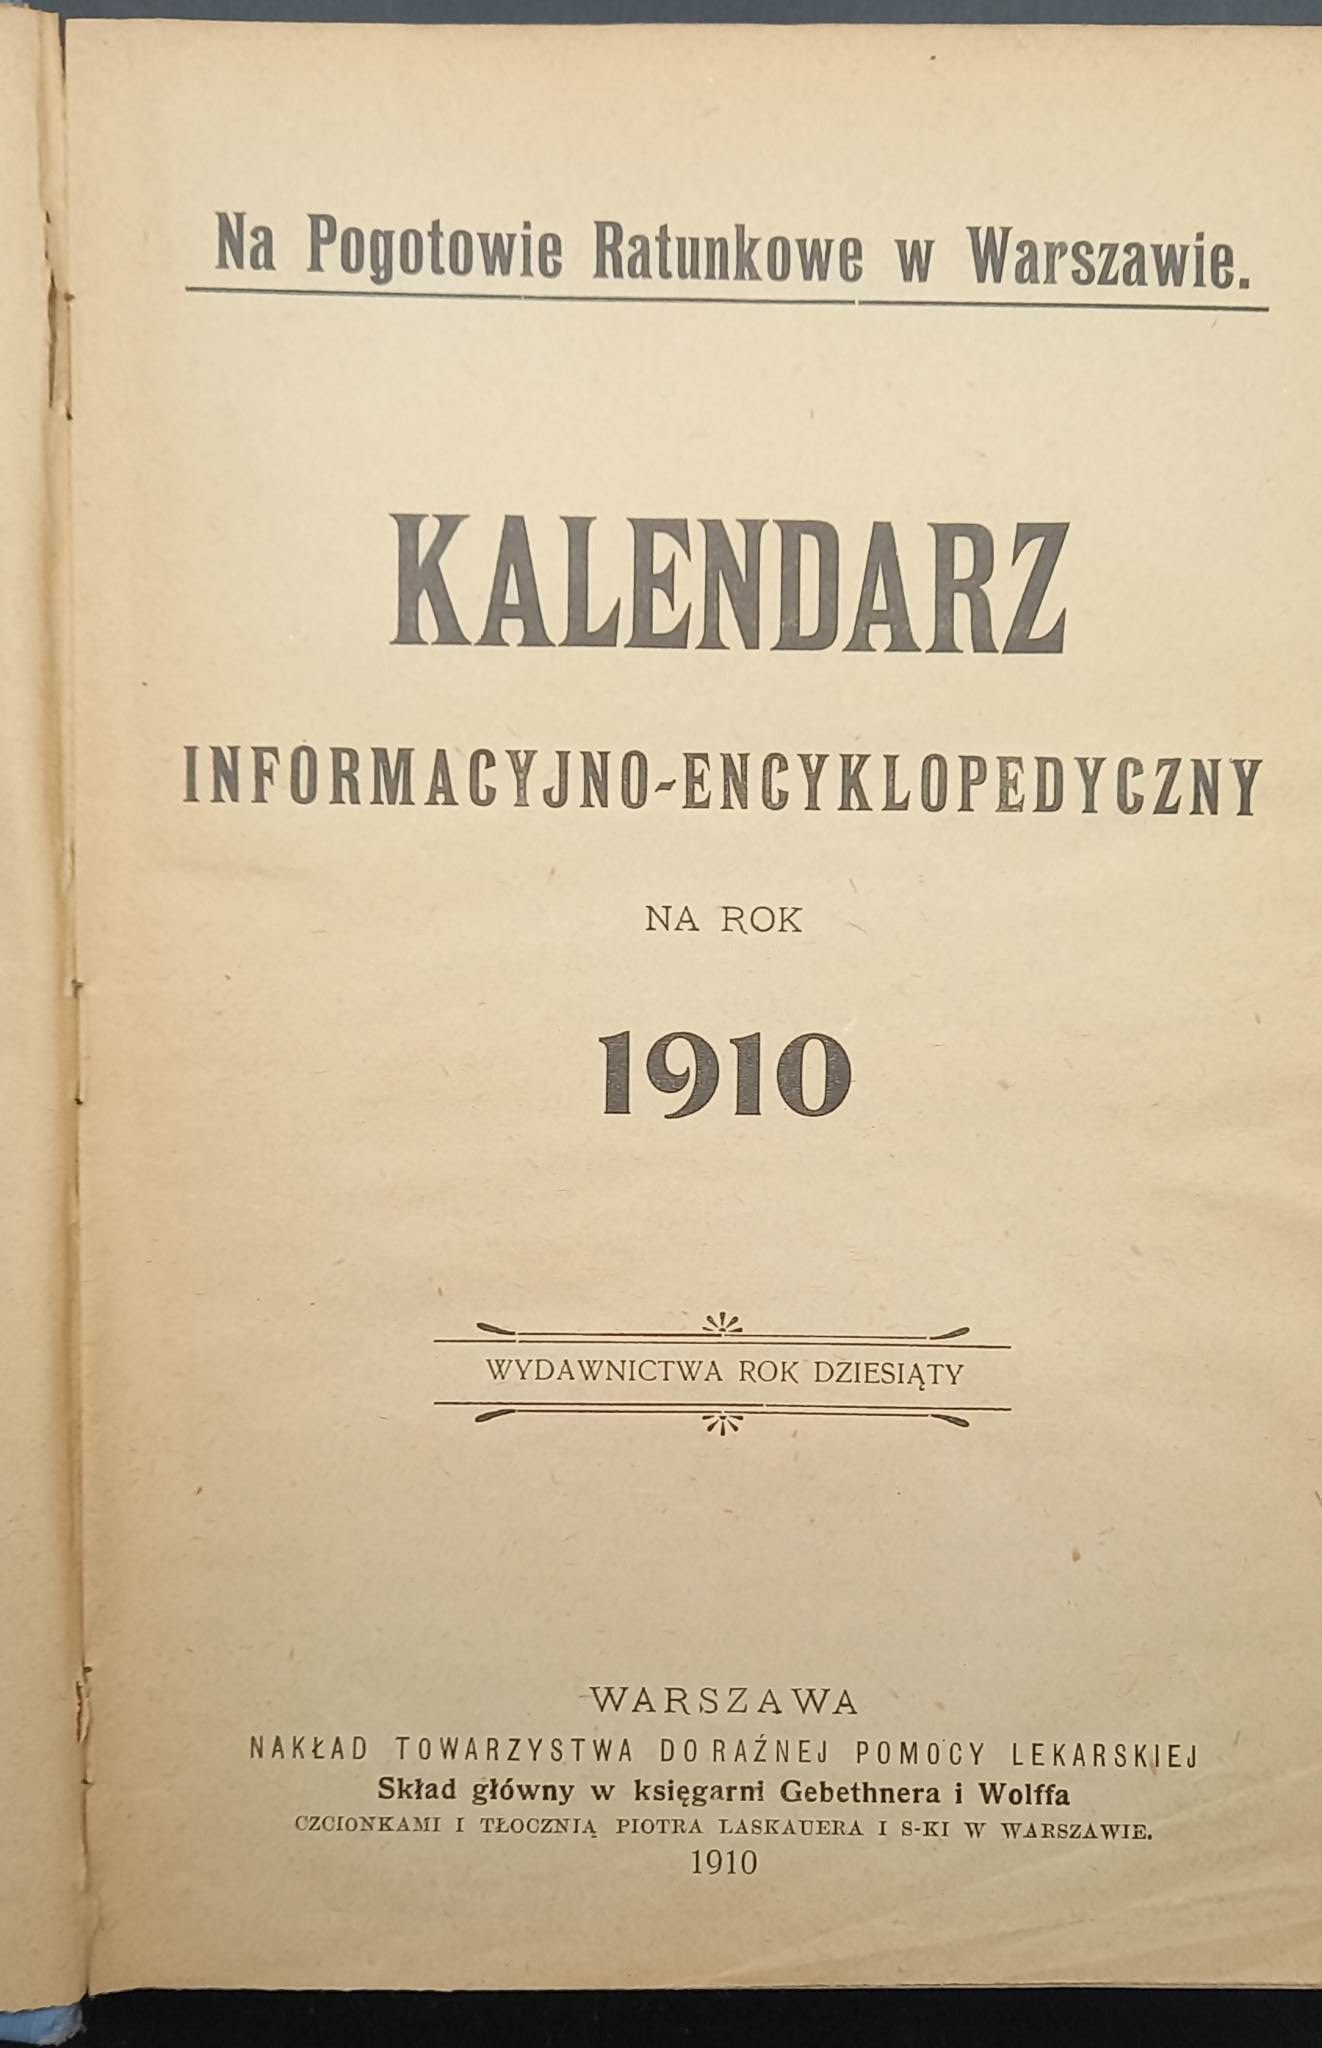 Na Pogotowie Ratunkowe w Warszawie.
KALENDARZ
INFORMACYJNO-ENCYKLOPEDYCZNY
NA ROK
1910
WYDAWNICTWA ROK DZIESIĄTY
WARSZAWA
NAKŁAD TOWARZYSTWA DORAŹNEJ POMOCY LEKARSKIEJ
Skład główny w księgarni Gebethnera i Wolffa
CZCIONKAMI I TŁOCZNIĄ PIOTRA LASKAUERA I S-KI W WARSZAWIE.
1910